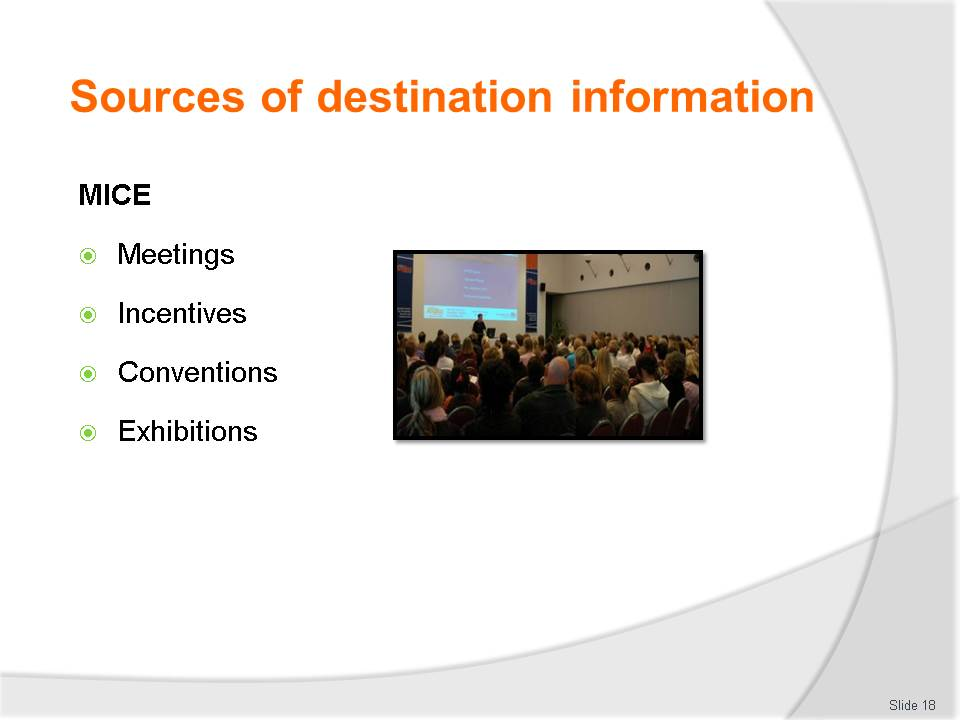 Sources of destination information
MICE
Meetings
Incentives
Conventions
Exhibitions
Slide 18